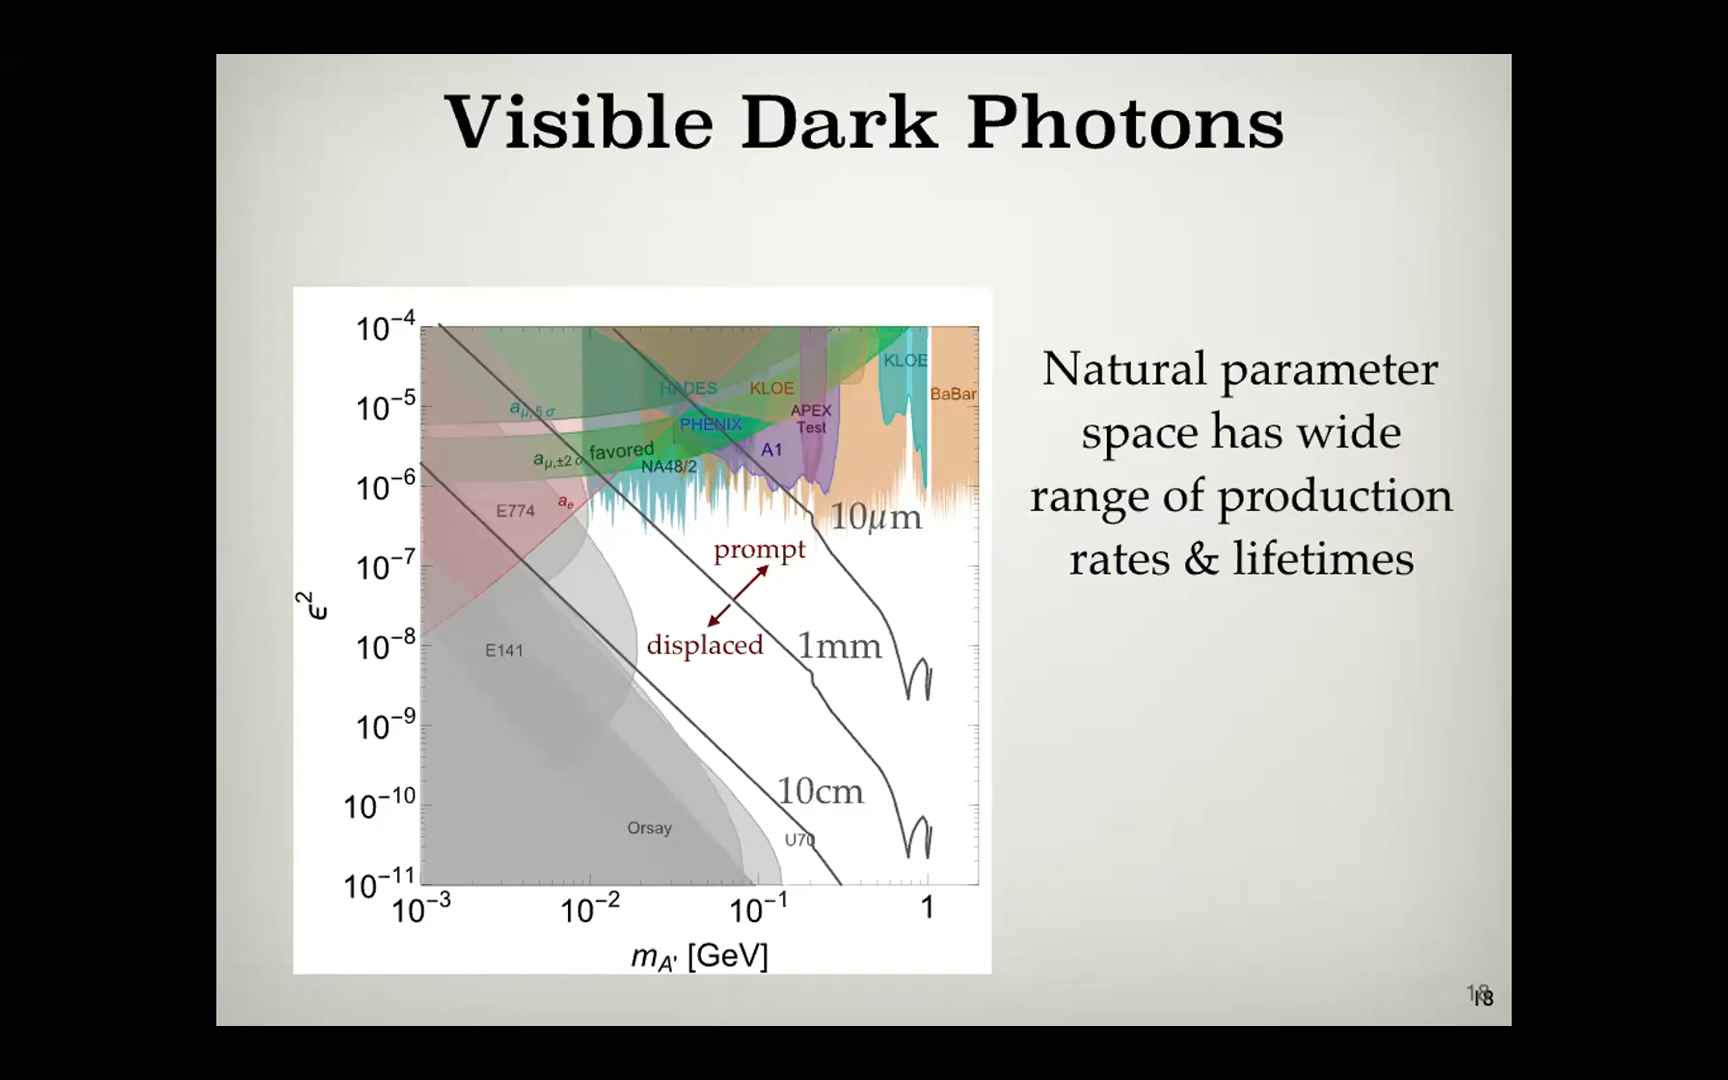 Visible Dark Photons
10⁻⁴
10⁻⁵
10⁻⁶
10⁻⁷
10⁻⁸
10⁻⁹
10⁻¹⁰
10⁻¹¹
ϵ²
10⁻³
10⁻²
10⁻¹
1
m_A' [GeV]
KLOE
HADES
KLOE
BaBar
a_μ,5 σ
APEX
Test
PHENIX
a_μ,±2 σ favored
A1
NA48/2
a_e
E774
10μm
prompt
displaced
1mm
E141
10cm
Orsay
U70
Natural parameter
space has wide
range of production
rates & lifetimes
18
18